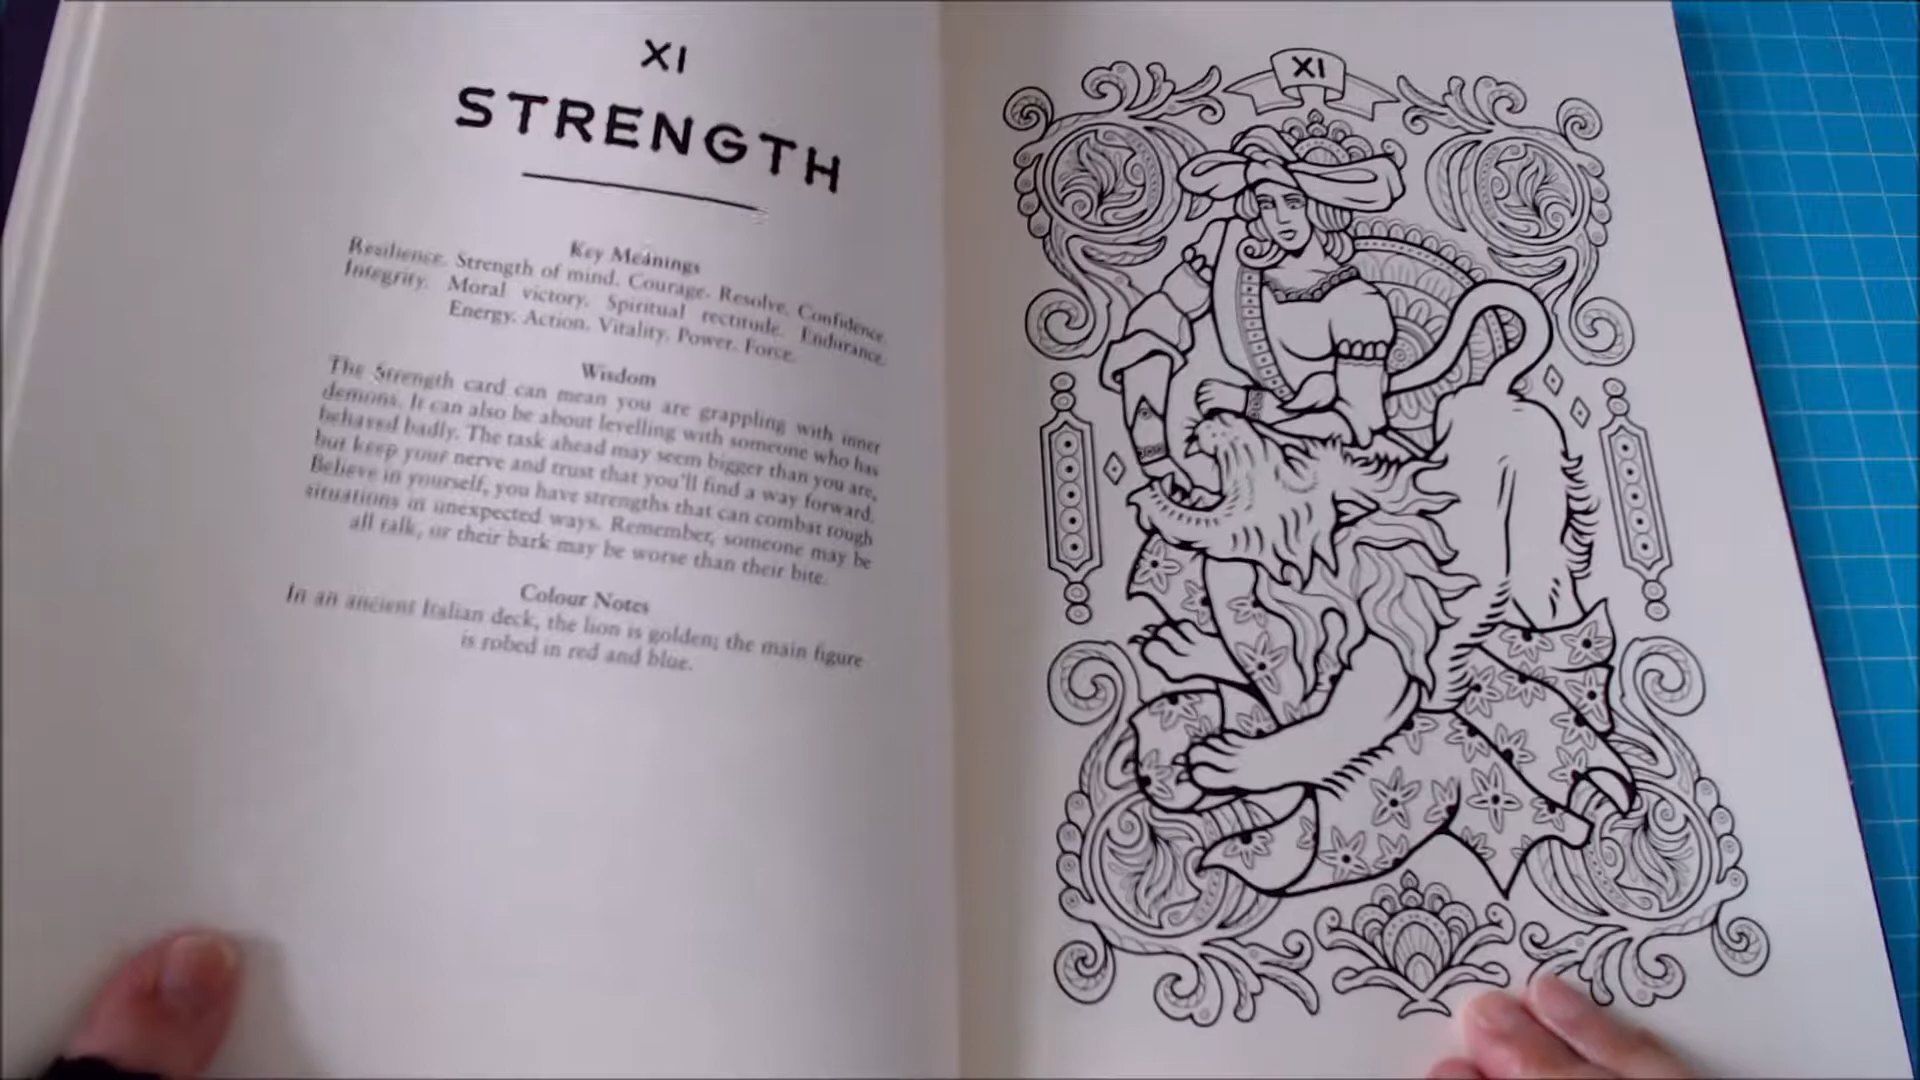 XI
STRENGTH
Key Meanings
Resilience. Strength of mind. Courage. Resolve. Confidence.
Integrity. Moral victory. Spiritual rectitude. Endurance.
Energy. Action. Vitality. Power. Force.
Wisdom
The Strength card can mean you are grappling with inner
demons. It can also be about levelling with someone who has
behaved badly. The task ahead may seem bigger than you are,
but keep your nerve and trust that you'll find a way forward.
Believe in yourself, you have strengths that can combat tough
situations in unexpected ways. Remember, someone may be
all talk, or their bark may be worse than their bite.
Colour Notes
In an ancient Italian deck, the lion is golden; the main figure
is robed in red and blue.
XI